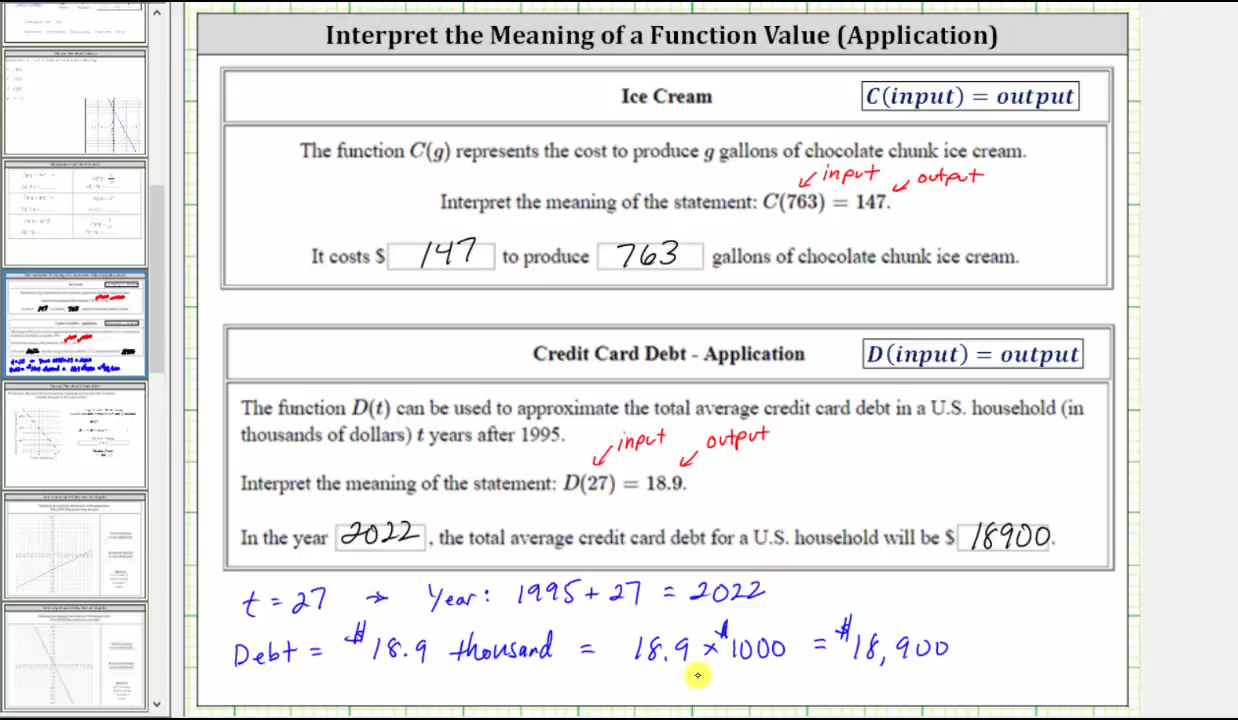 Interpret the Meaning of a Function Value (Application)
Ice Cream
C(input) = output
The function C(g) represents the cost to produce g gallons of chocolate chunk ice cream.
input
output
Interpret the meaning of the statement: C(763) = 147.
It costs $ 147 to produce 763 gallons of chocolate chunk ice cream.
Credit Card Debt - Application
D(input) = output
The function D(t) can be used to approximate the total average credit card debt in a U.S. household (in
thousands of dollars) t years after 1995.
input
output
Interpret the meaning of the statement: D(27) = 18.9.
In the year 2022, the total average credit card debt for a U.S. household will be $ 18900.
t = 27 → Year: 1995 + 27 = 2022
Debt = $18.9 thousand = 18.9 × $1000 = $18,900